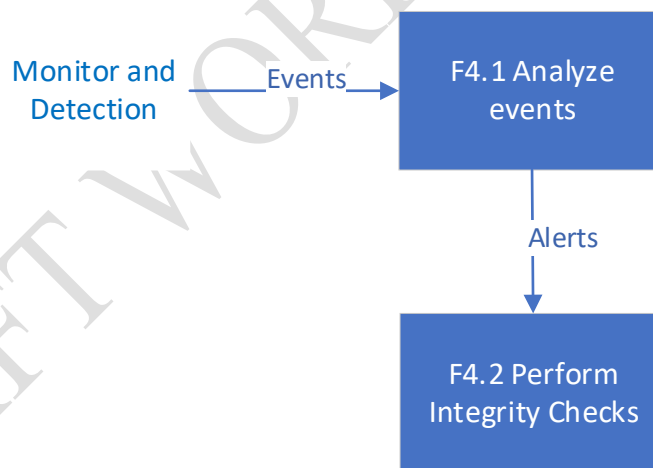 Monitor and
Detection
Events
F4.1 Analyze
events
Alerts
F4.2 Perform
Integrity Checks